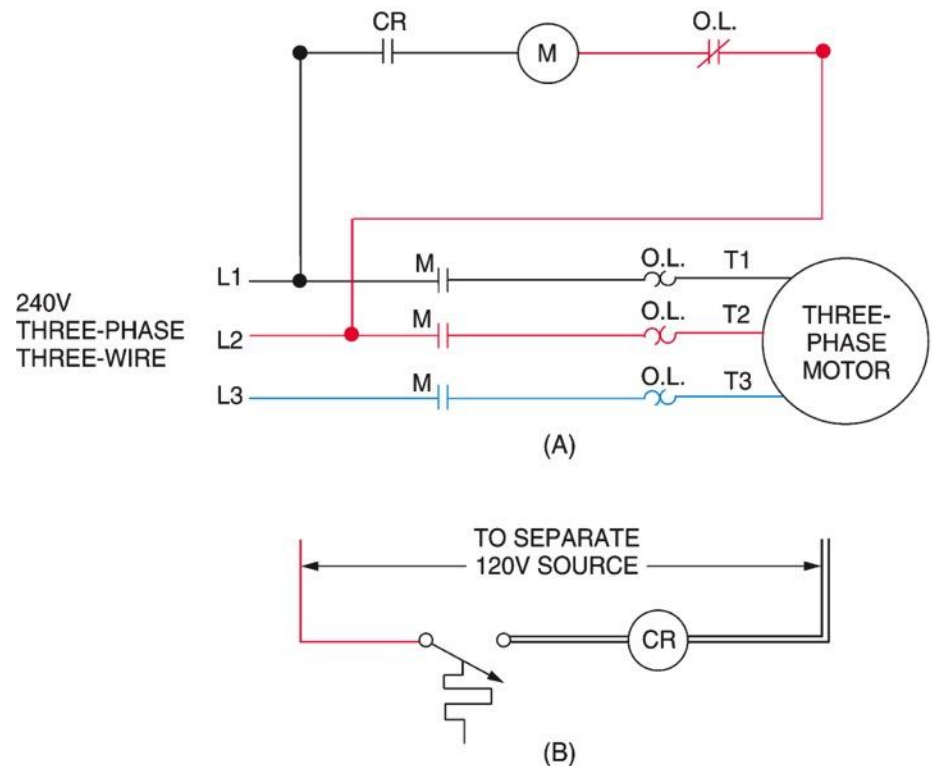 CR
M
O.L.
L1
M
O.L.
T1
240V
THREE-PHASE
THREE-WIRE
L2
M
O.L.
T2
THREE-
PHASE
MOTOR
L3
M
O.L.
T3
(A)
TO SEPARATE
120V SOURCE
CR
(B)